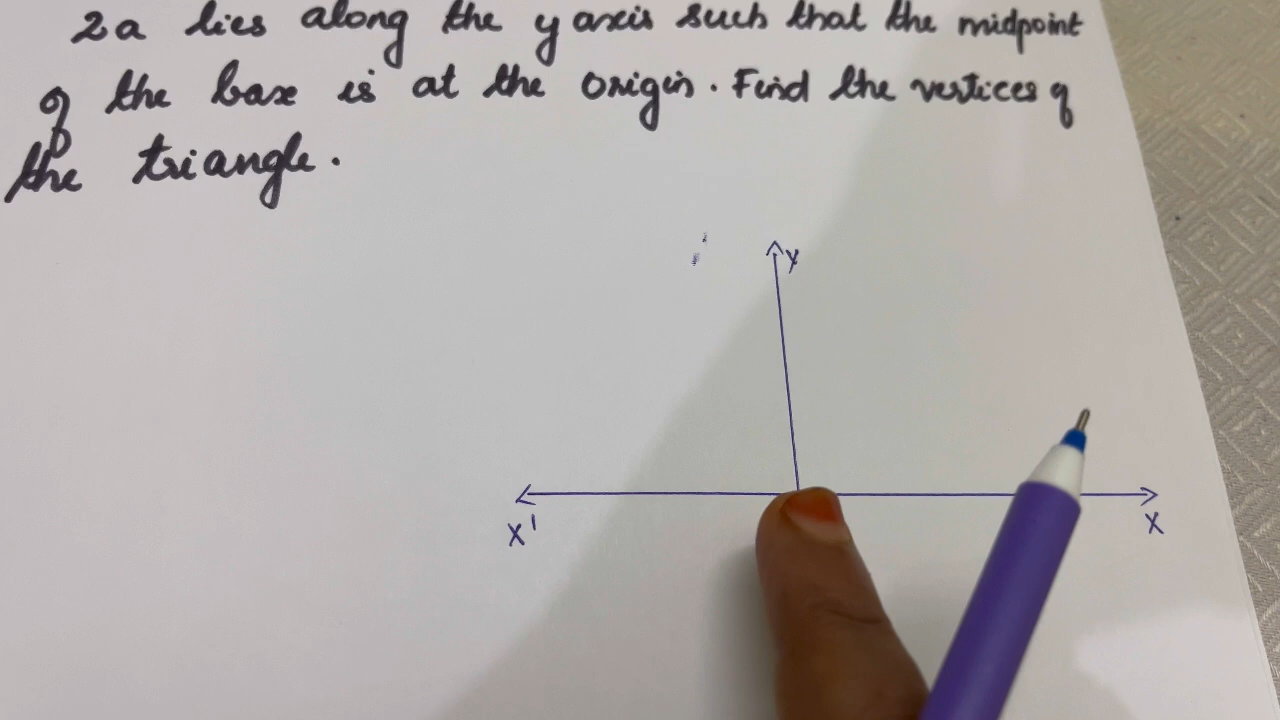 2a lies along the y axis such that the midpoint
of the base is at the origin. Find the vertices of
the triangle.
Y
X'
X